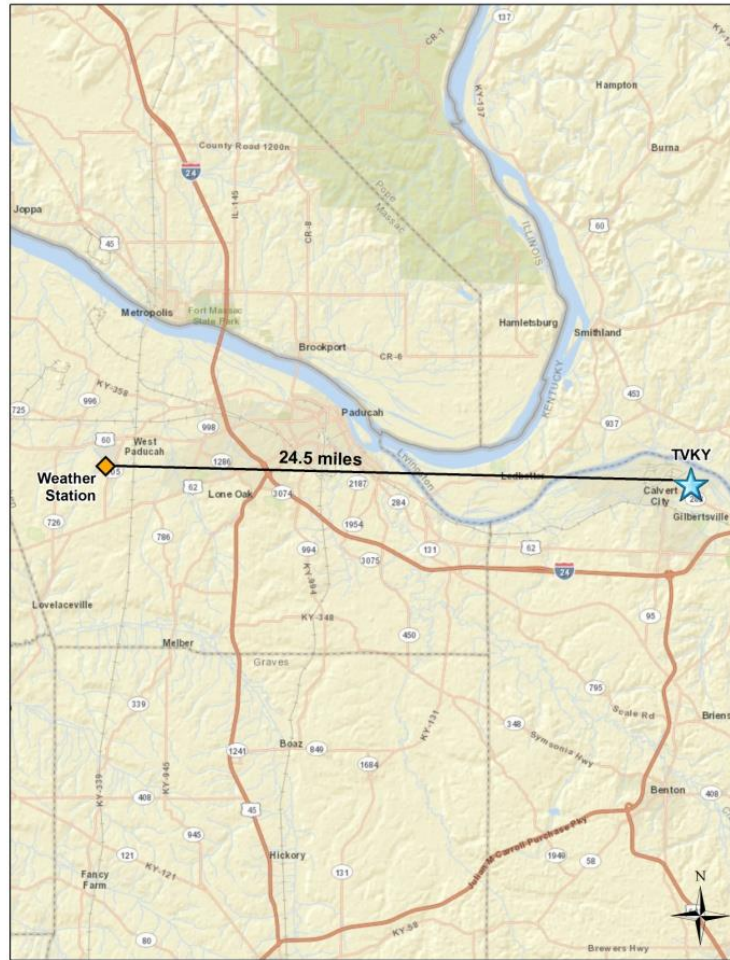 137
KY-137
CR-1
Hampton
Burna
County Road 1200n
24
IL-145
CR-8
Pope
Massac
ILLINOIS
60
Joppa
45
Metropolis
Fort Massac
State Park
Hamletsburg
Smithland
Brookport
CR-6
KENTUCKY
KY-358
996
725
Paducah
453
937
998
60
West
Paducah
Livingston
TVKY
24.5 miles
1286
Ledbetter
Weather
Station
62
Lone Oak
3074
2187
284
Calvert
City
Gilbertsville
726
786
1954
994
3075
131
62
24
KY-994
Lovelaceville
KY-348
95
450
Melber
Graves
795
339
Scale Rd
Briens
KY-131
348
Symsonia Hwy
1241
Boaz
849
1684
KY-339
KY-945
408
45
Benton
408
945
Julian M Carroll Purchase Pky
121
KY-121
Hickory
1949
58
Fancy
Farm
131
N
80
KY-58
Brewers Hwy